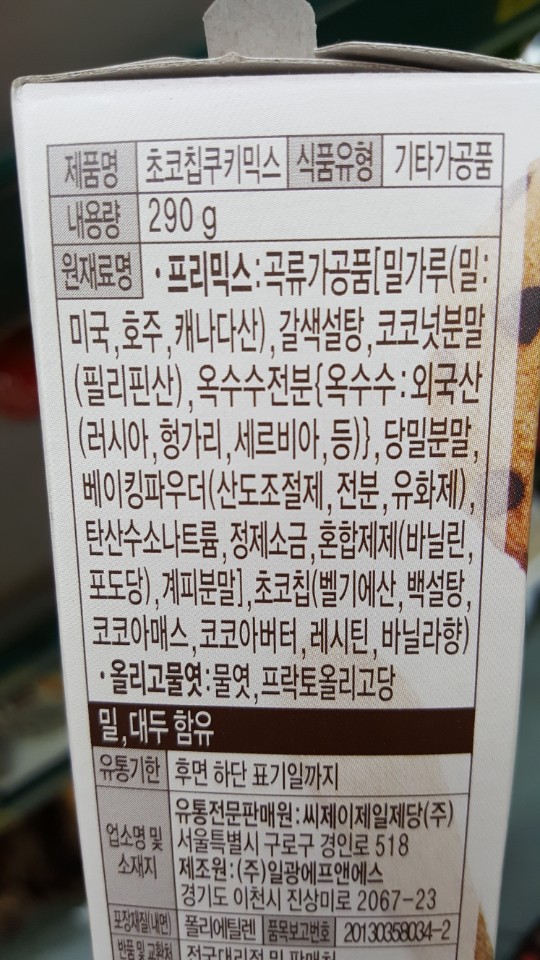 제품명 초코칩쿠키믹스 식품유형 기타가공품
내용량 290 g
원재료명 • 프리믹스:곡류가공품[밀가루(밀:
미국,호주,캐나다산),갈색설탕,코코넛분말
(필리핀산),옥수수전분{옥수수:외국산
(러시아,헝가리,세르비아,등)},당밀분말,
베이킹파우더(산도조절제,전분,유화제),
탄산수소나트륨,정제소금,혼합제제(바닐린,
포도당),계피분말],초코칩(벨기에산,백설탕,
코코아매스,코코아버터,레시틴,바닐라향)
• 올리고물엿:물엿,프락토올리고당
밀,대두 함유
유통기한 후면 하단 표기일까지
업소명 및 소재지 유통전문판매원:씨제이제일제당(주)
서울특별시 구로구 경인로 518
제조원:(주)일광에프앤에스
경기도 이천시 진상미로 2067-23
포장재질(내면) 폴리에틸렌 품목보고번호 20130358034-2
반품 및 교환처 전국대리점 및 판매처